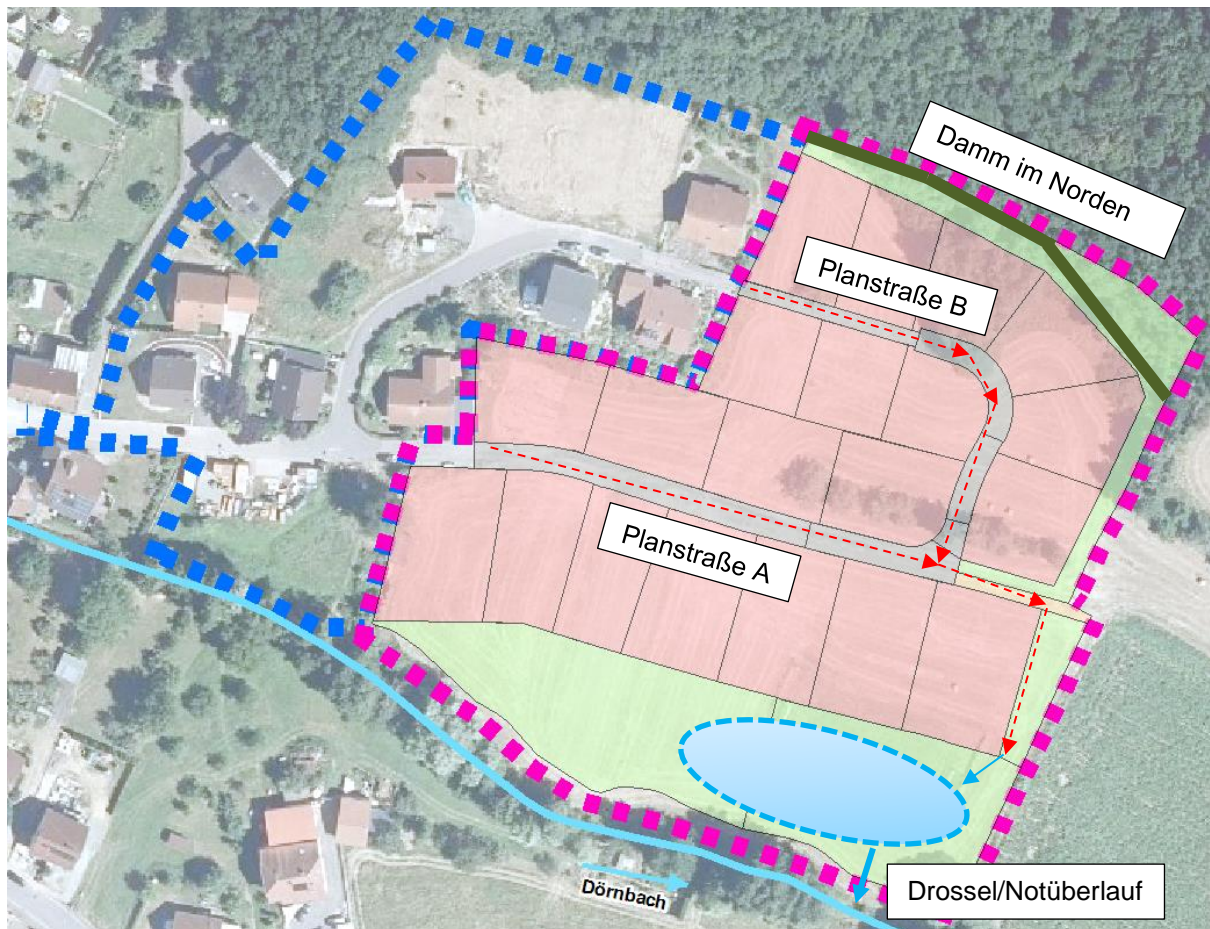 Damm im Norden
Planstraße B
Planstraße A
Dörnbach
Drossel/Notüberlauf